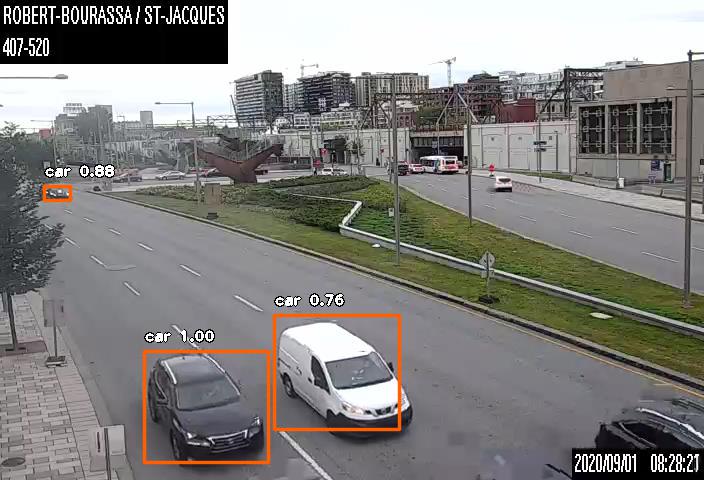 ROBERT-BOURASSA / ST-JACQUES
407-520
car 0.88
car 0.76
car 1.00
2020/09/01 08:28:21